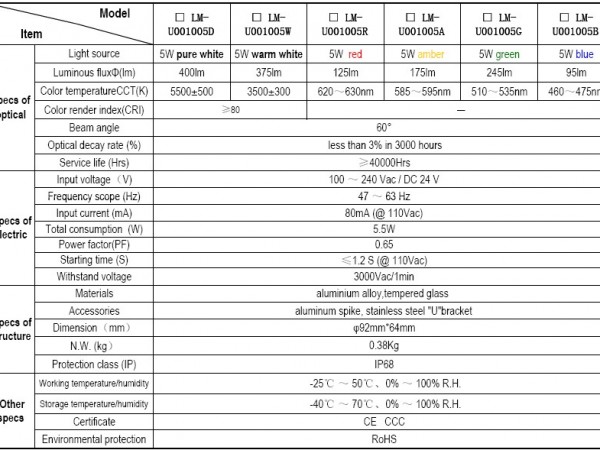 Model
Item
□ LM-U001005D □ LM-U001005W □ LM-U001005R □ LM-U001005A □ LM-U001005G □ LM-U001005B
Light source 5W pure white 5W warm white 5W red 5W amber 5W green 5W blue
Luminous fluxΦ(lm) 400lm 375lm 125lm 175lm 245lm 95lm
Color temperatureCCT(K) 5500±500 3500±300 620～630nm 585～595nm 510～535nm 460～475nm
pecs of
optical
Color render index(CRI) ≥80 —
Beam angle 60°
Optical decay rate (%) less than 3% in 3000 hours
Service life (Hrs) ≥40000Hrs
Input voltage (V) 100 ～ 240 Vac / DC 24 V
Frequency scope (Hz) 47 ～ 63 Hz
pecs of
lectric
Input current (mA) 80mA (@ 110Vac)
Total consumption (W) 5.5W
Power factor(PF) 0.65
Starting time (S) ≤1.2 S (@ 110Vac)
Withstand voltage 3000Vac/1min
Materials aluminium alloy,tempered glass
Accessories aluminum spike, stainless steel "U"bracket
pecs of
ructure
Dimension (mm) φ92mm*64mm
N.W. (kg) 0.38Kg
Protection class (IP) IP68
Working temperature/humidity -25℃ ～ 50℃、0% ～ 100% R.H.
Other
specs
Storage temperature/humidity -40℃ ～ 70℃、0% ～ 100% R.H.
Certificate CE CCC
Environmental protection RoHS